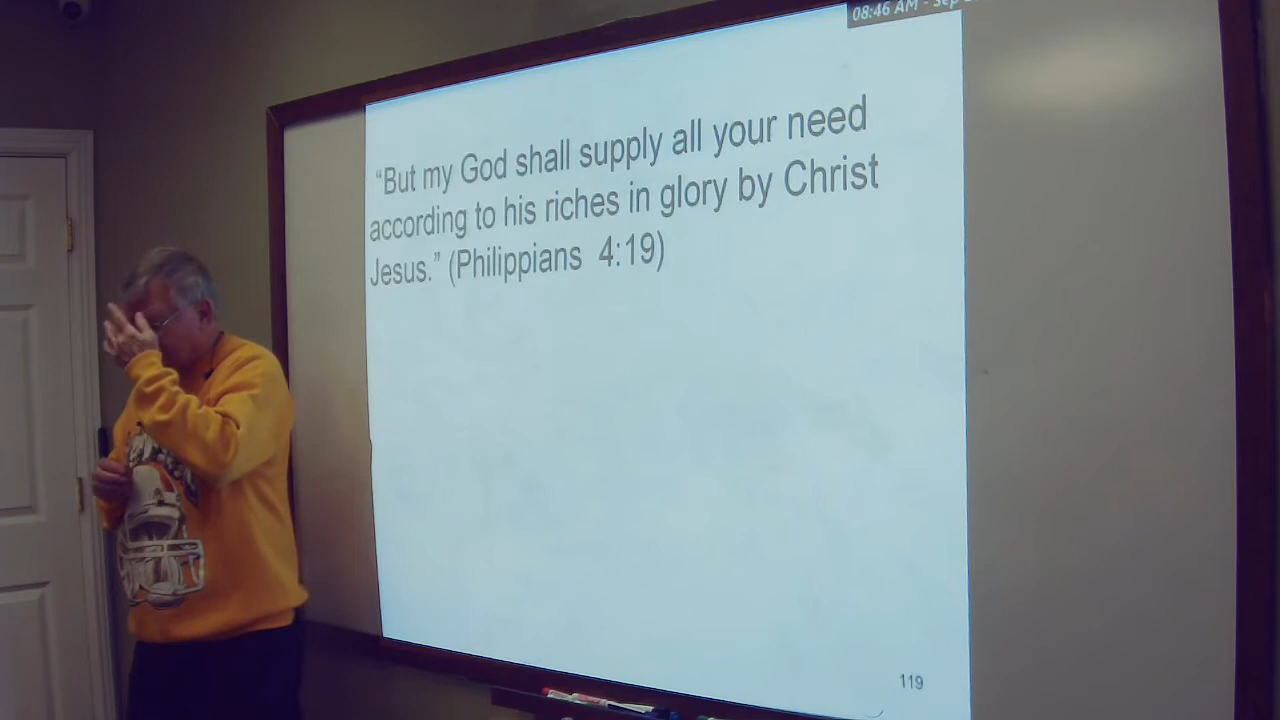 08:46 AM - Sep
“But my God shall supply all your need
according to his riches in glory by Christ
Jesus.” (Philippians 4:19)
119